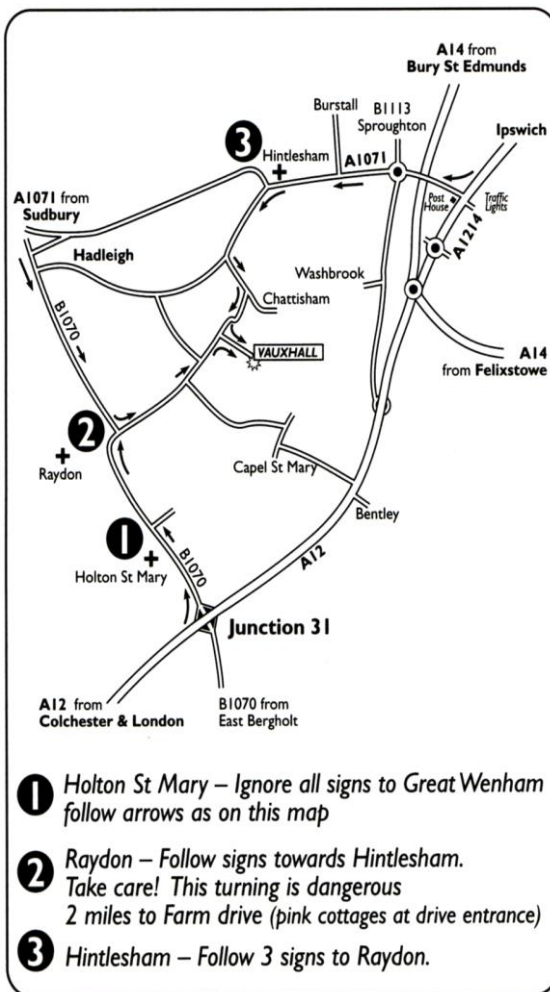 A14 from
Bury St Edmunds
Burstall
B1113
Sproughton
Ipswich
3
Hintlesham
A1071
Post
House
Traffic
Lights
A1214
A1071 from
Sudbury
Hadleigh
Washbrook
Chattisham
B1070
VAUXHALL
A14
from Felixstowe
2
Raydon
Capel St Mary
Bentley
1
Holton St Mary
B1070
A12
Junction 31
A12 from
Colchester & London
B1070 from
East Bergholt
1 Holton St Mary – Ignore all signs to Great Wenham
follow arrows as on this map
2 Raydon – Follow signs towards Hintlesham.
Take care! This turning is dangerous
2 miles to Farm drive (pink cottages at drive entrance)
3 Hintlesham – Follow 3 signs to Raydon.